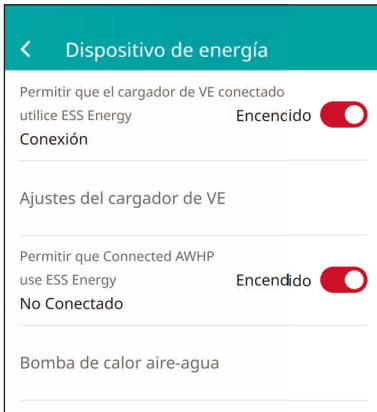 Dispositivo de energía
Permitir que el cargador de VE conectado
utilice ESS Energy Encendido
Conexión
Ajustes del cargador de VE
Permitir que Connected AWHP
use ESS Energy Encendido
No Conectado
Bomba de calor aire-agua